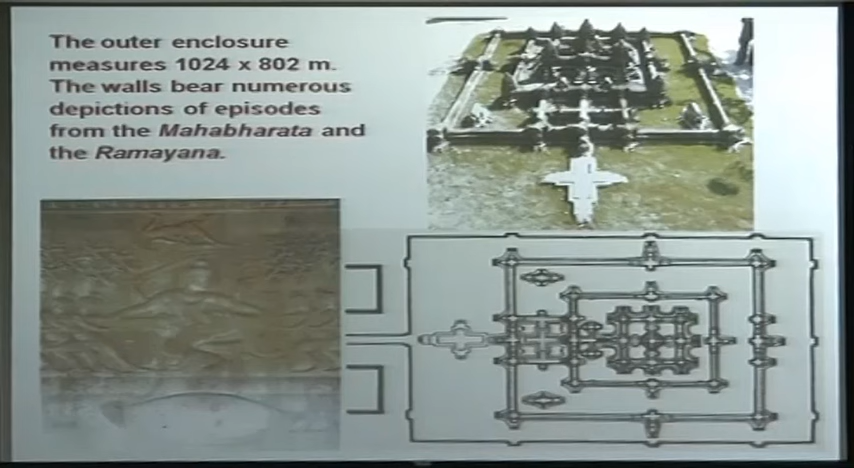 The outer enclosure
measures 1024 x 802 m.
The walls bear numerous
depictions of episodes
from the Mahabharata and
the Ramayana.